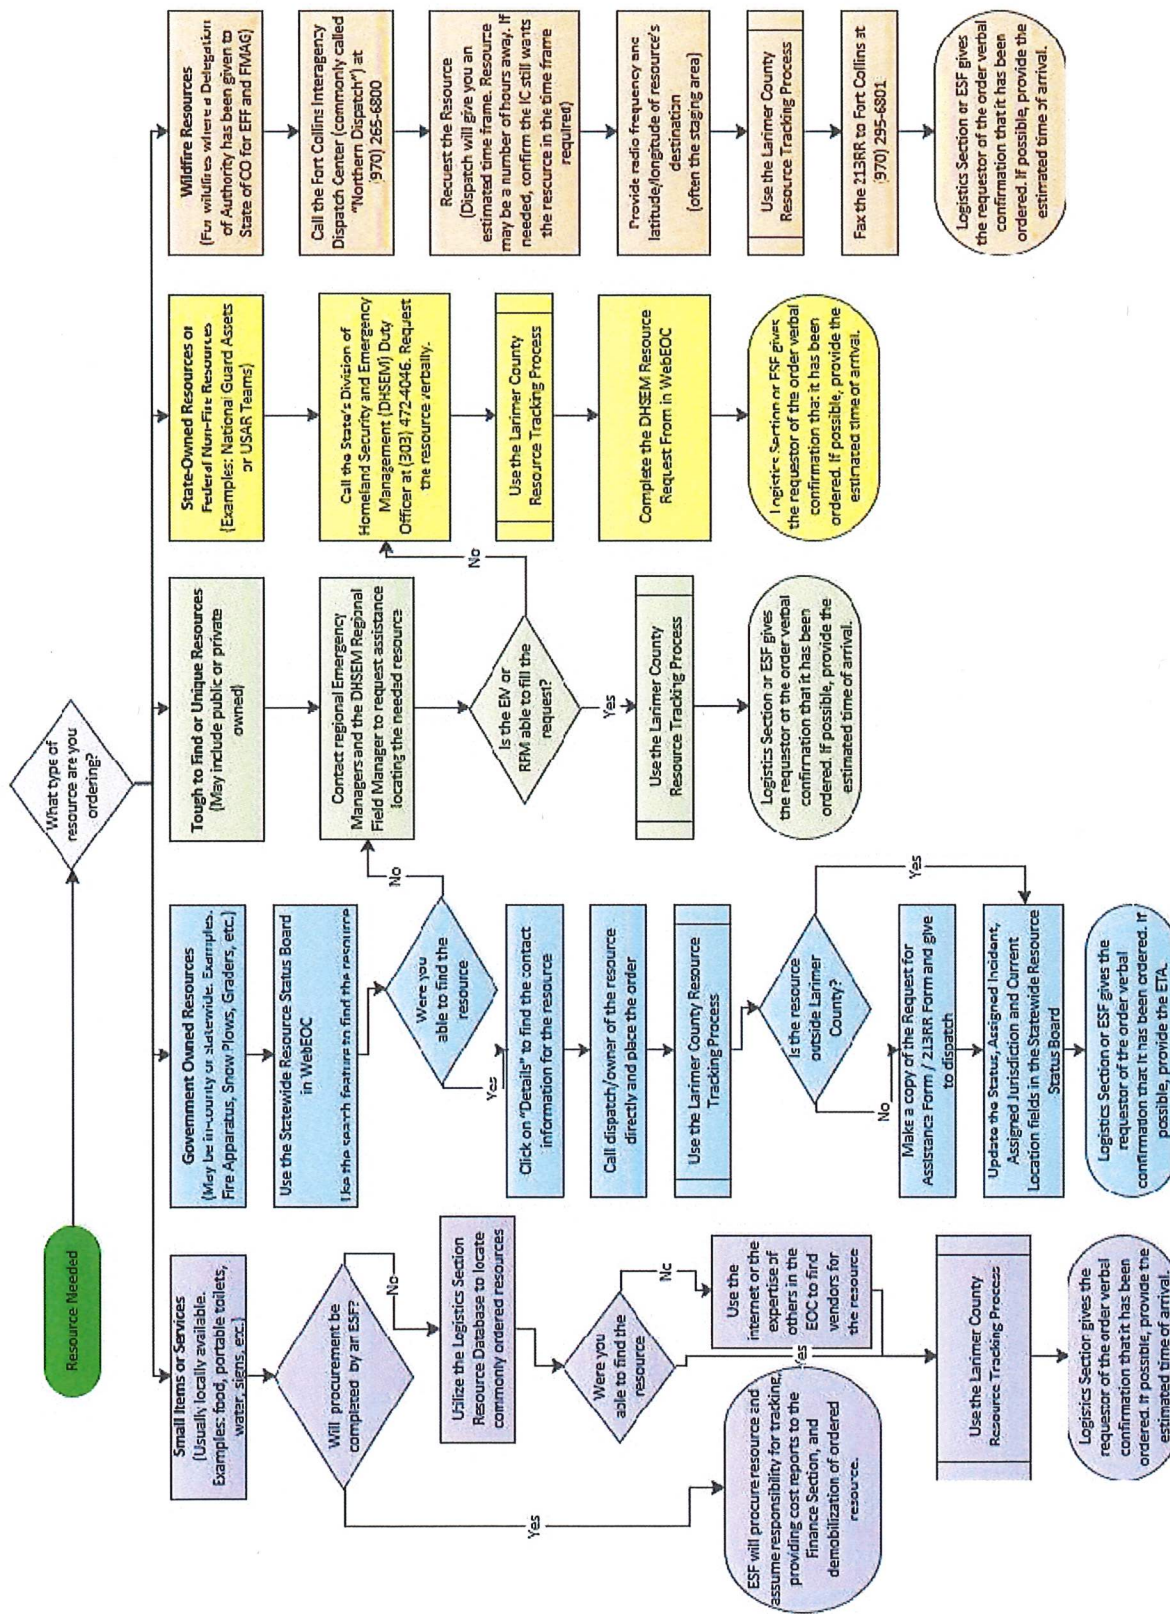 Resource Needed
What type of
resource are you
ordering?
Small Items or Services
(Usually locally available.
Examples: food, portable toilets,
water, signs, etc.)
Will procurement be
completed by an ESF?
No
Utilize the Logistics Section
Resource Database to locate
commonly ordered resources
Were you
able to find the
resource
Nc
Use the
internet or the
expertise of
others in the
EOC to find
vendors for
the resource
Yes
Yes
ESF will procure resource and
assume responsibility for tracking,
providing cost reports to the
Finance Section, and
demobilization of ordered
resource.
Use the Larimer County
Resource Tracking Process
Logistics Section gives the
requestor of the order verbal
confirmation that it has been
ordered. If possible, provide the
estimated time of arrival.
Government Owned Resources
(May be in-county or statewide. Examples.
Fire Apparatus, Snow Plows, Graders, etc.)
Use the Statewide Resource Status Board
in WebEOC
Use the search feature to find the resource
Were you
able to find the
resource
No
Yes
Click on "Details" to find the contact
information for the resource
Call dispatch/owner of the resource
directly and place the order
Use the Larimer County Resource
Tracking Process
Is the resource
outside Larimer
County?
Yes
No
Make a copy of the Request for
Assistance Form / 213RR Form and give
to dispatch
Update the Status, Assigned Incident,
Assigned Jurisdiction and Current
Location fields in the Statewide Resource
Status Board
Logistics Section or ESF gives the
requestor of the order verbal
confirmation that it has been ordered. If
possible, provide the ETA.
Tough to Find or Unique Resources
(May include public or private
owned)
Contact regional Emergency
Managers and the DHSEM Regional
Field Manager to request assistance
locating the needed resource
Is the EM or
RFM able to fill the
request?
No
Yes
Use the Larimer County
Resource Tracking Process
Logistics Section or ESF gives
the requestor of the order verbal
confirmation that it has been
ordered. If possible, provide the
estimated time of arrival.
State-Owned Resources or
Federal Non-Fire Resources
(Examples: National Guard Assets
or USAR Teams)
Call the State's Division of
Homeland Security and Emergency
Management (DHSEM) Duty
Officer at (303) 472-4046. Request
the resource verbally.
Use the Larimer County
Resource Tracking Process
Complete the DHSEM Resource
Request From in WebEOC
Logistics Section or ESF gives
the requestor of the order verbal
confirmation that it has been
ordered. If possible, provide the
estimated time of arrival.
Wildfire Resources
(For wildfires where a Delegation
of Authority has been given to
State of CO for EFF and FMAG)
Call the Fort Collins Interagency
Dispatch Center (commonly called
"Northern Dispatch") at
(970) 265-6800
Request the Resource
(Dispatch will give you an
estimated time frame. Resource
may be a number of hours away. If
needed, confirm the IC still wants
the resource in the time frame
required)
Provide radio frequency and
latitude/longitude of resource's
destination
(often the staging area)
Use the Larimer County
Resource Tracking Process
Fax the 213RR to Fort Collins at
(970) 295-6801
Logistics Section or ESF gives
the requestor of the order verbal
confirmation that it has been
ordered. If possible, provide the
estimated time of arrival.